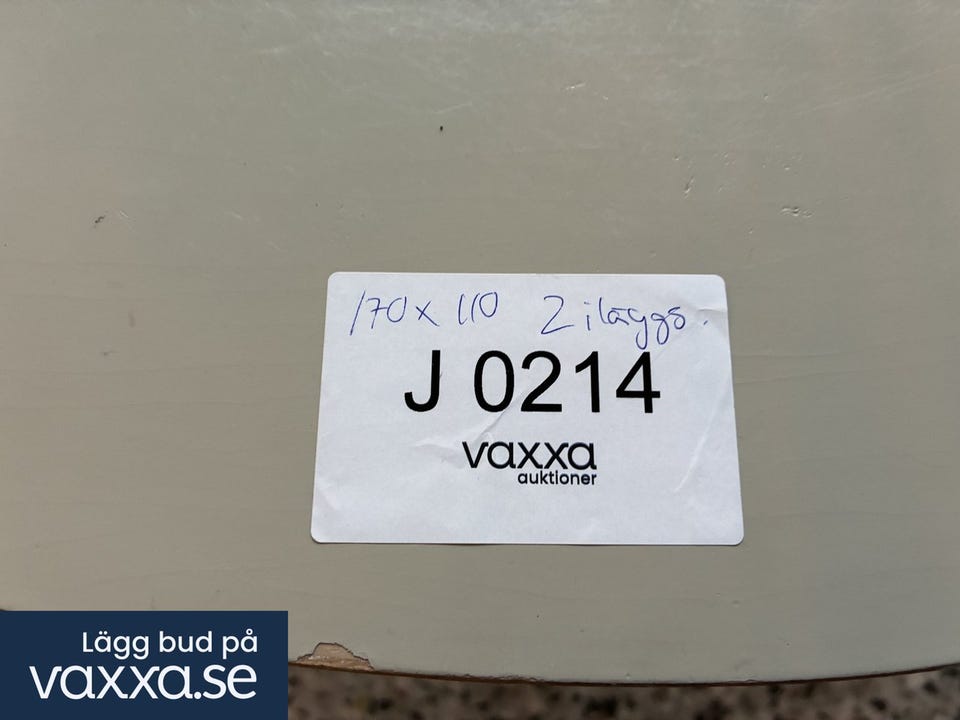 170 x 110 2 iläggs.
J 0214
vaxxa
auktioner
Lägg bud på
vaxxa.se